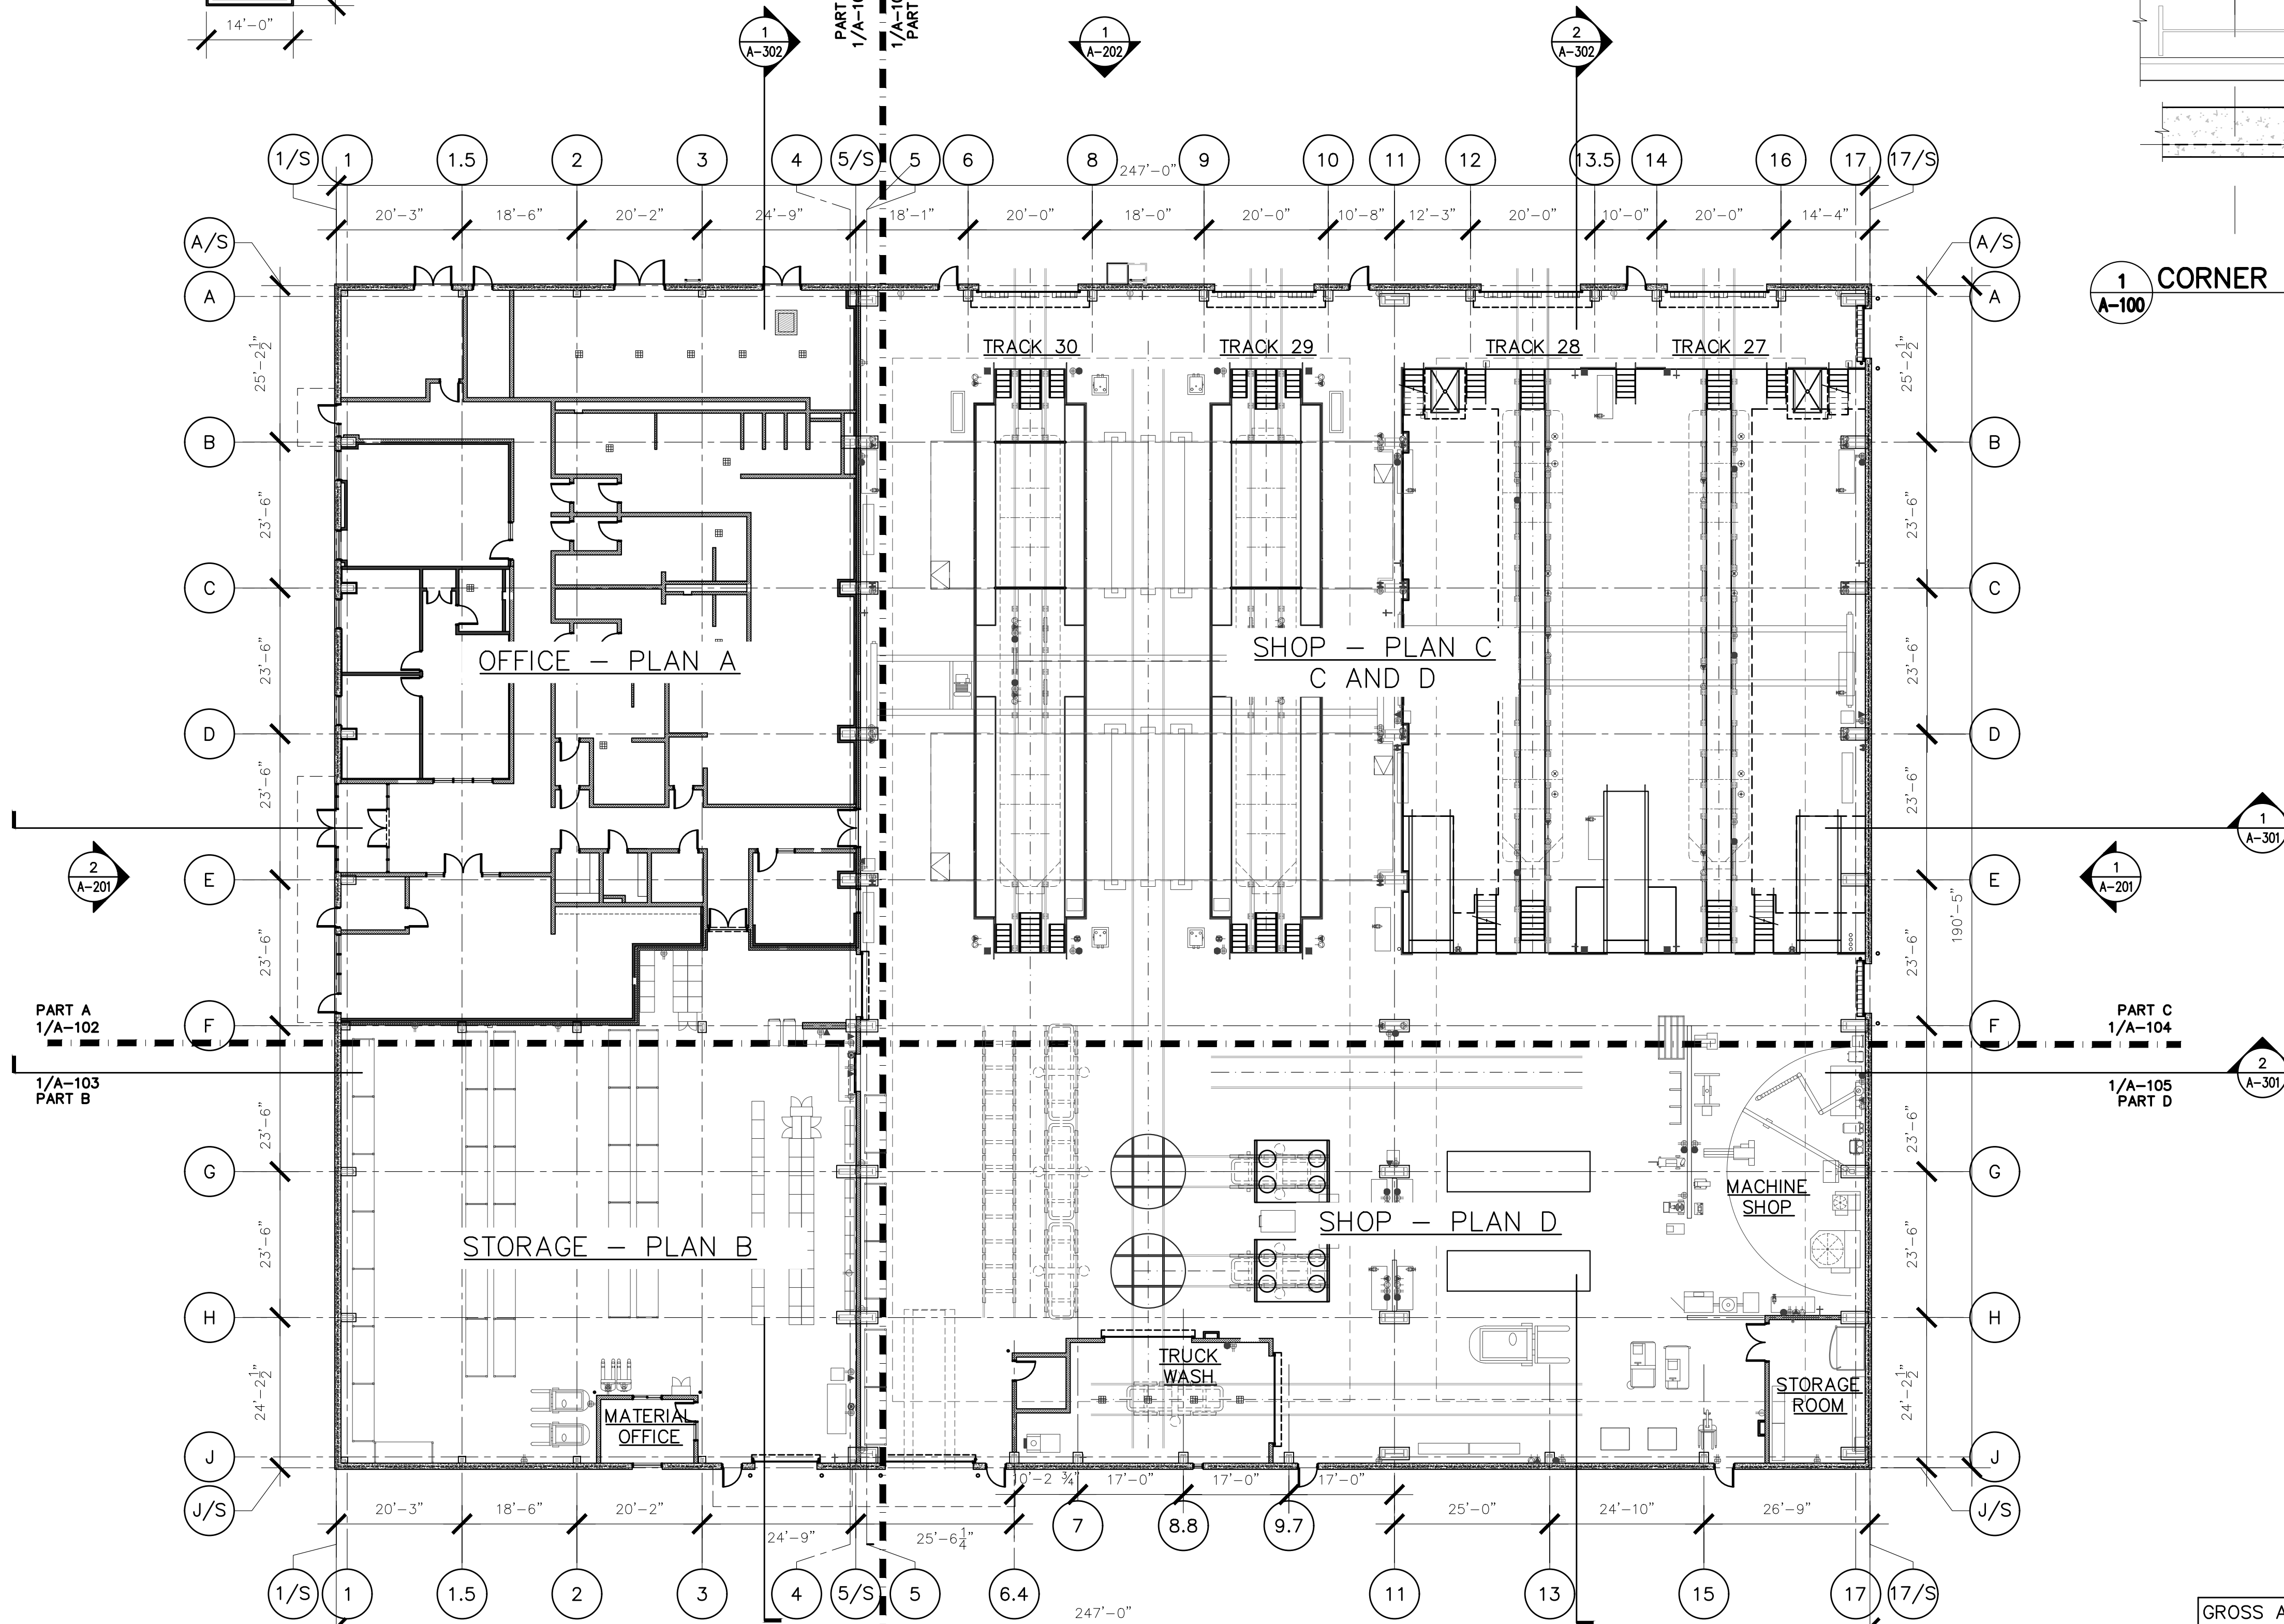 14'-0"
PART
1/A-10
1/A-10
PART
1
A-302
1
A-202
2
A-302
1/S
1
1.5
2
3
4
5/S
5
6
8
9
10
11
12
13.5
14
16
17
17/S
247'-0"
20'-3"
18'-6"
20'-2"
24'-9"
18'-1"
20'-0"
18'-0"
20'-0"
10'-8"
12'-3"
20'-0"
10'-0"
20'-0"
14'-4"
A/S
A/S
A
A
1
A-100
CORNER
25'-2 1/2"
25'-2 1/2"
TRACK 30
TRACK 29
TRACK 28
TRACK 27
B
B
23'-6"
23'-6"
C
C
OFFICE - PLAN A
SHOP - PLAN C
C AND D
23'-6"
23'-6"
D
D
23'-6"
23'-6"
1
A-301
2
A-201
E
E
1
A-201
190'-5"
23'-6"
23'-6"
PART A
1/A-102
F
F
PART C
1/A-104
1/A-103
PART B
1/A-105
PART D
2
A-301
23'-6"
23'-6"
G
G
MACHINE
SHOP
STORAGE - PLAN B
SHOP - PLAN D
23'-6"
23'-6"
H
H
TRUCK
WASH
24'-2 1/2"
24'-2 1/2"
STORAGE
ROOM
MATERIAL
OFFICE
J
J
10'-2 3/4"
17'-0"
17'-0"
17'-0"
J/S
J/S
20'-3"
18'-6"
20'-2"
24'-9"
25'-6 1/4"
7
8.8
9.7
25'-0"
24'-10"
26'-9"
1/S
1
1.5
2
3
4
5/S
5
6.4
11
13
15
17
17/S
247'-0"
GROSS A